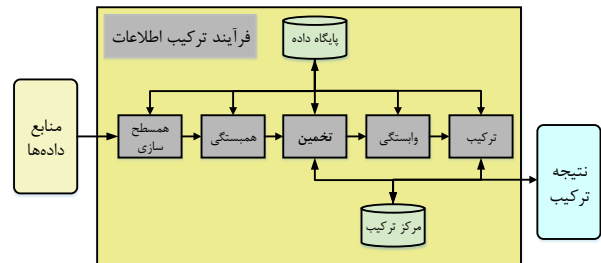 فرآیند ترکیب اطلاعات
پایگاه داده
منابع
داده‌ها
همسطح
سازی
همبستگی
تخمین
وابستگی
ترکیب
نتیجه
ترکیب
مرکز ترکیب